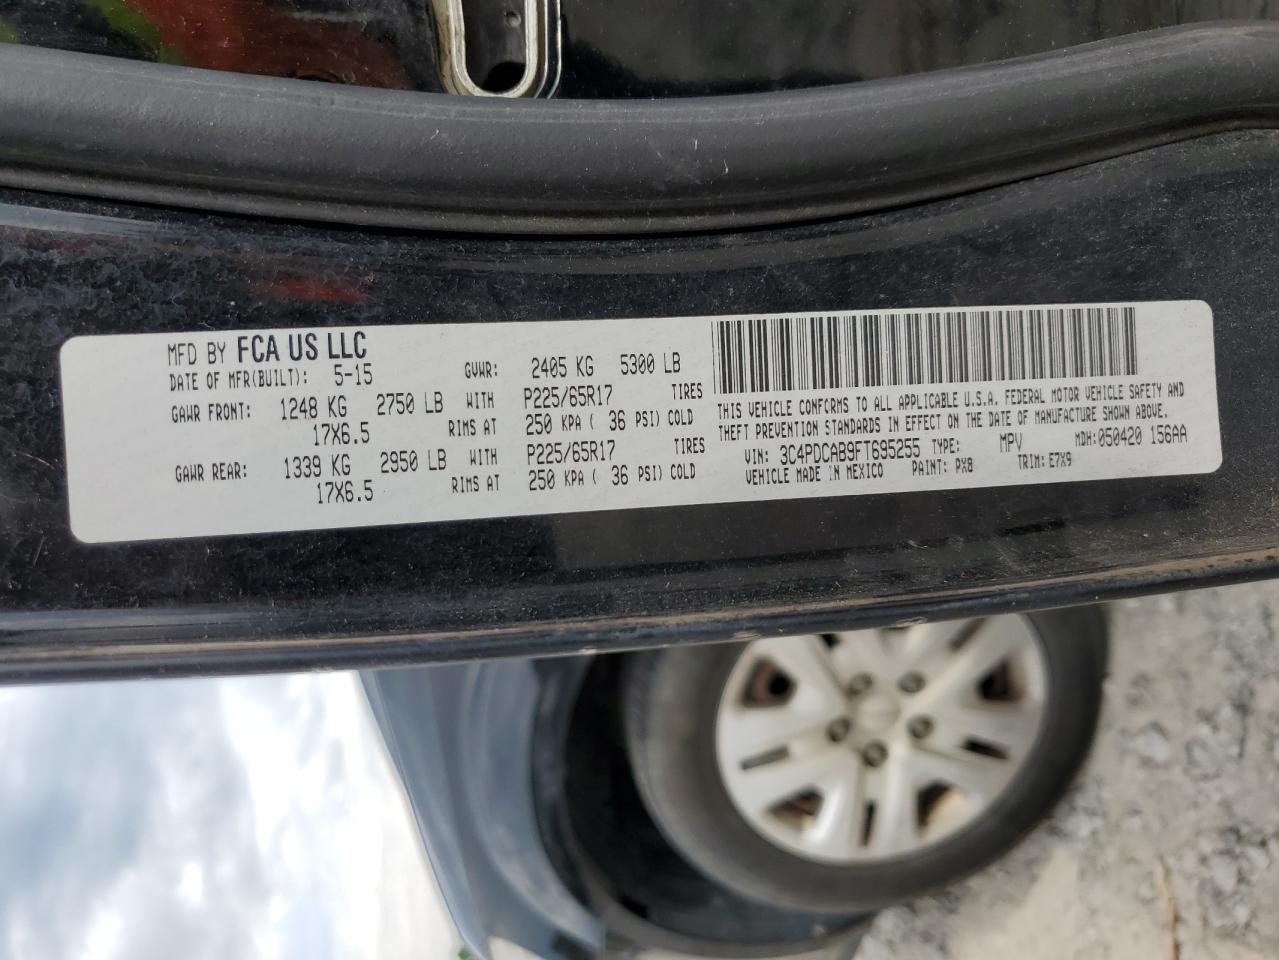 MFD BY FCA US LLC
DATE OF MFR(BUILT): 5-15 GVWR: 2405 KG 5300 LB
GAWR FRONT: 1248 KG 2750 LB WITH P225/65R17 TIRES
17X6.5 RIMS AT 250 KPA ( 36 PSI) COLD
GAWR REAR: 1339 KG 2950 LB WITH P225/65R17 TIRES
17X6.5 RIMS AT 250 KPA ( 36 PSI) COLD
THIS VEHICLE CONFORMS TO ALL APPLICABLE U.S.A. FEDERAL MOTOR VEHICLE SAFETY AND
THEFT PREVENTION STANDARDS IN EFFECT ON THE DATE OF MANUFACTURE SHOWN ABOVE.
VIN: 3C4PDCAB9FT695255 TYPE: MPV MDH:050420 156AA
VEHICLE MADE IN MEXICO PAINT: PX8 TRIM: E7X9